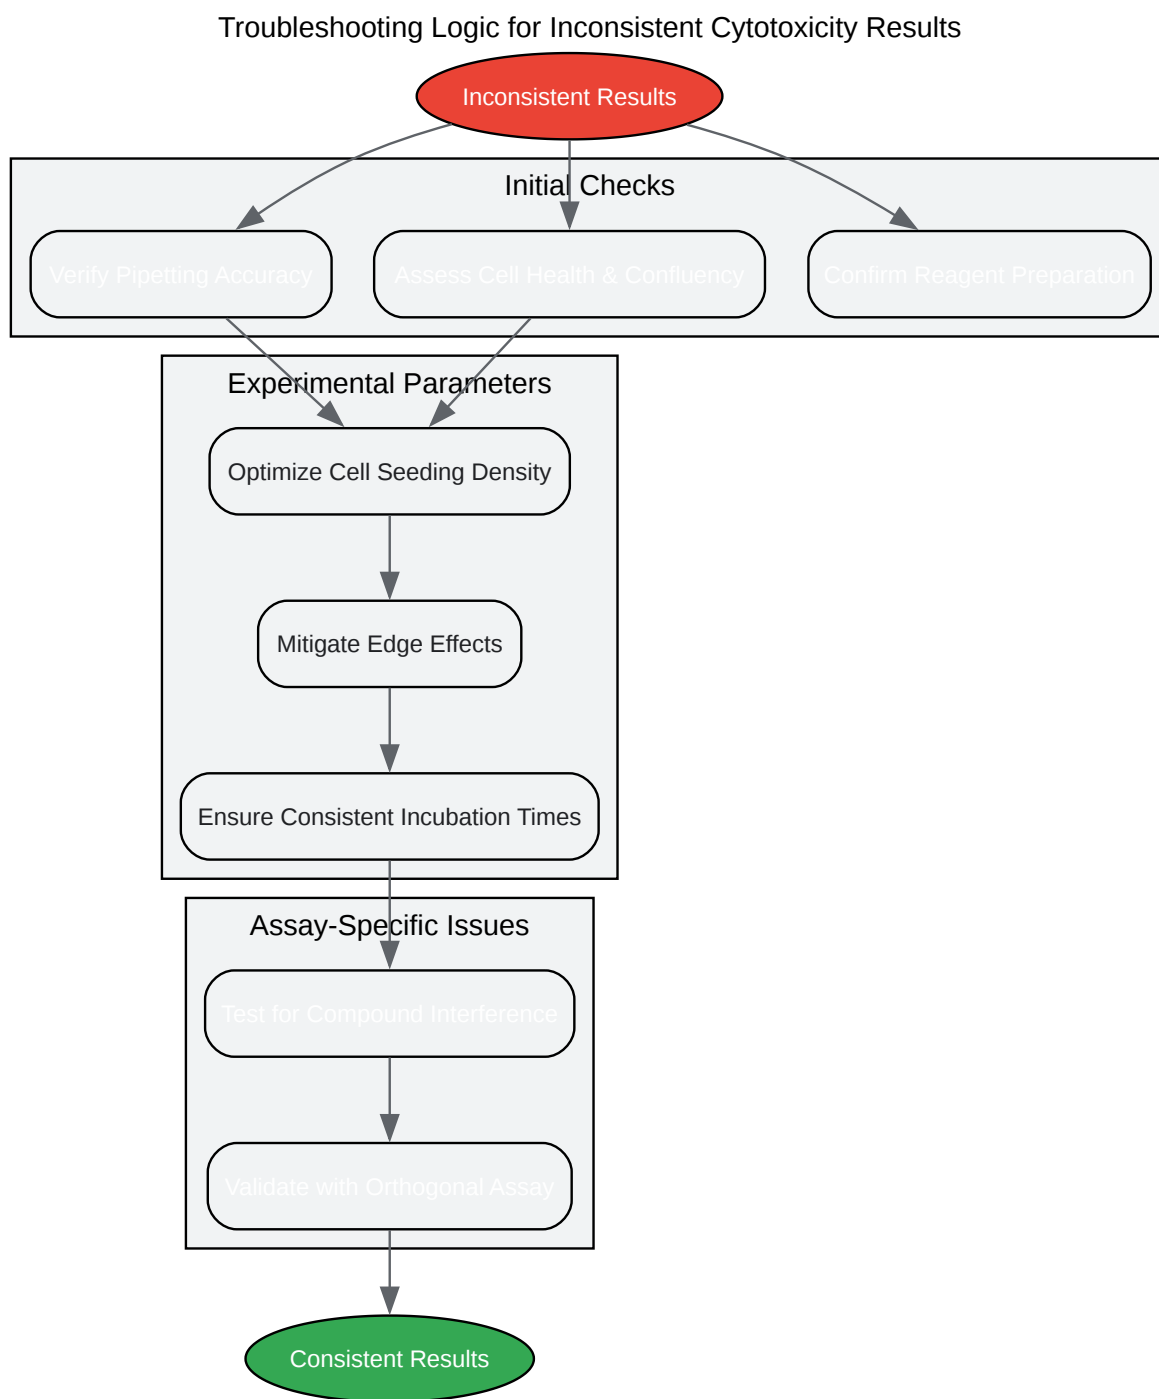 Troubleshooting Logic for Inconsistent Cytotoxicity Results
Inconsistent Results
Initial Checks
Verify Pipetting Accuracy
Assess Cell Health & Confluency
Confirm Reagent Preparation
Experimental Parameters
Optimize Cell Seeding Density
Mitigate Edge Effects
Ensure Consistent Incubation Times
Assay-Specific Issues
Test for Compound Interference
Validate with Orthogonal Assay
Consistent Results